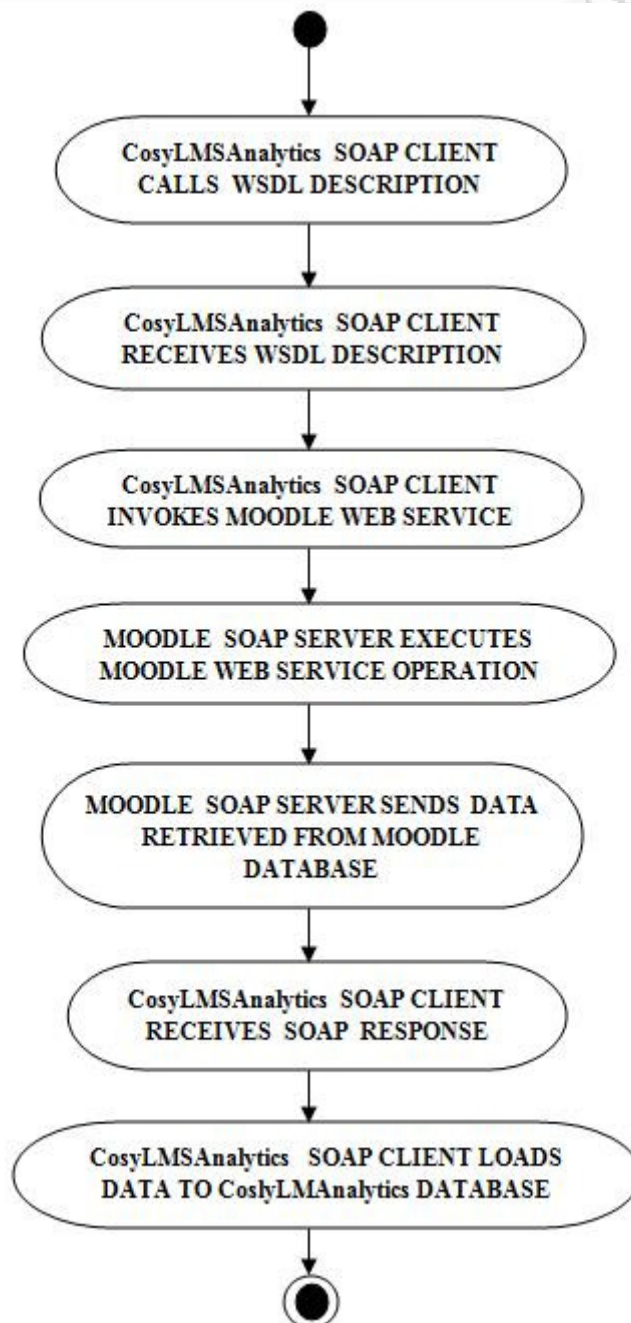 CosyLMSAnalytics SOAP CLIENT
CALLS WSDL DESCRIPTION
CosyLMSAnalytics SOAP CLIENT
RECEIVES WSDL DESCRIPTION
CosyLMSAnalytics SOAP CLIENT
INVOKES MOODLE WEB SERVICE
MOODLE SOAP SERVER EXECUTES
MOODLE WEB SERVICE OPERATION
MOODLE SOAP SERVER SENDS DATA
RETRIEVED FROM MOODLE
DATABASE
CosyLMSAnalytics SOAP CLIENT
RECEIVES SOAP RESPONSE
CosyLMSAnalytics SOAP CLIENT LOADS
DATA TO CoslyLMAnalytics DATABASE